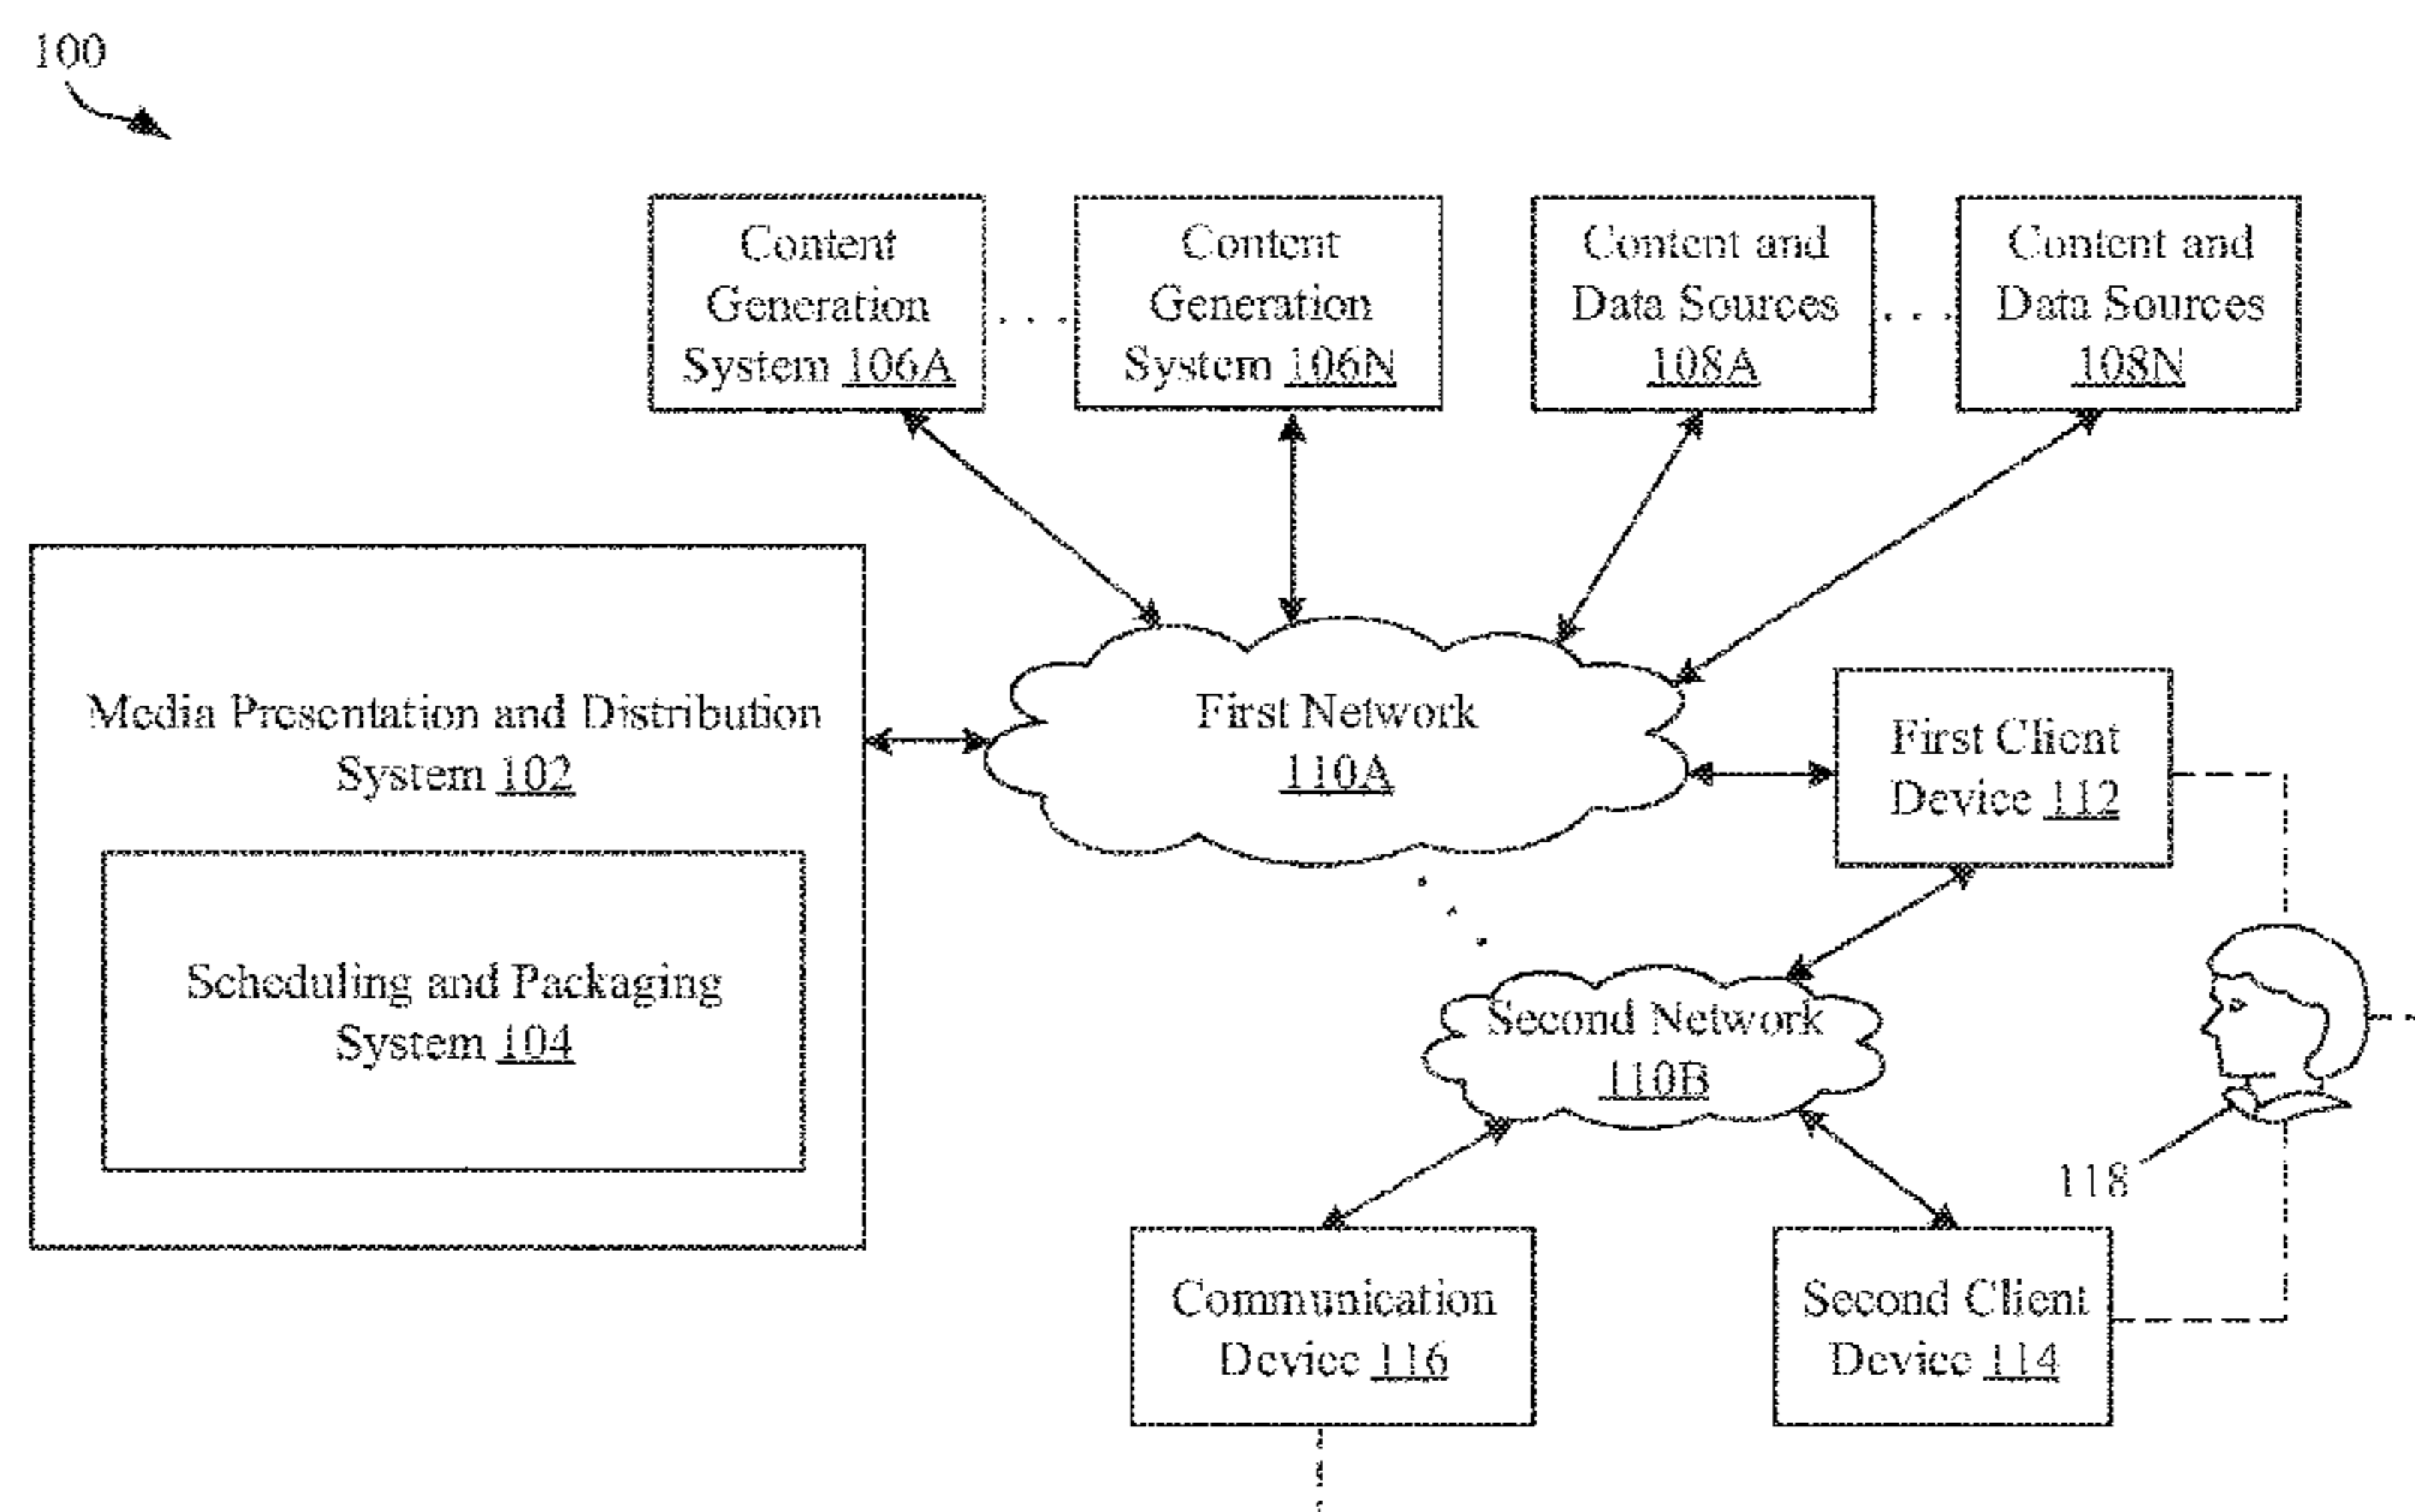 100
Content
Generation
System 106A
. . .
Content
Generation
System 106N
Content and
Data Sources
108A
. . .
Content and
Data Sources
108N
Media Presentation and Distribution
System 102
Scheduling and Packaging
System 104
First Network
110A
First Client
Device 112
Second Network
110B
118
Communication
Device 116
Second Client
Device 114